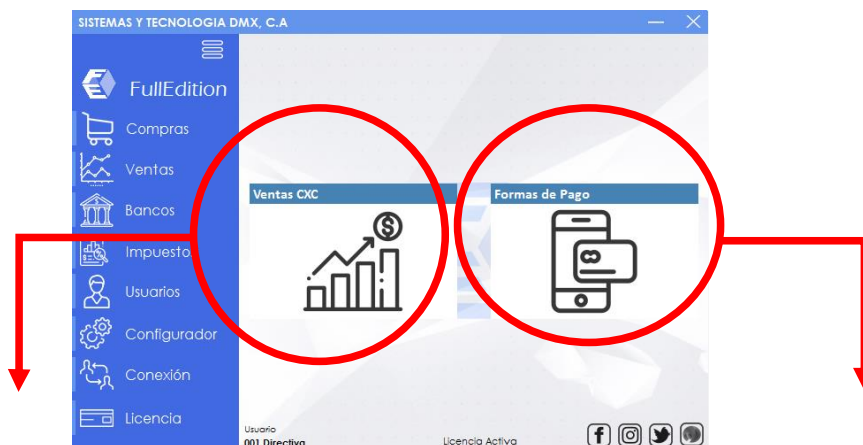 SISTEMAS Y TECNOLOGIA DMX, C.A
FullEdition
Compras
Ventas
Bancos
Impuesto
Usuarios
Configurador
Conexión
Licencia
Ventas CXC
Formas de Pago
Usuario
001 Directiva
Licencia Activa